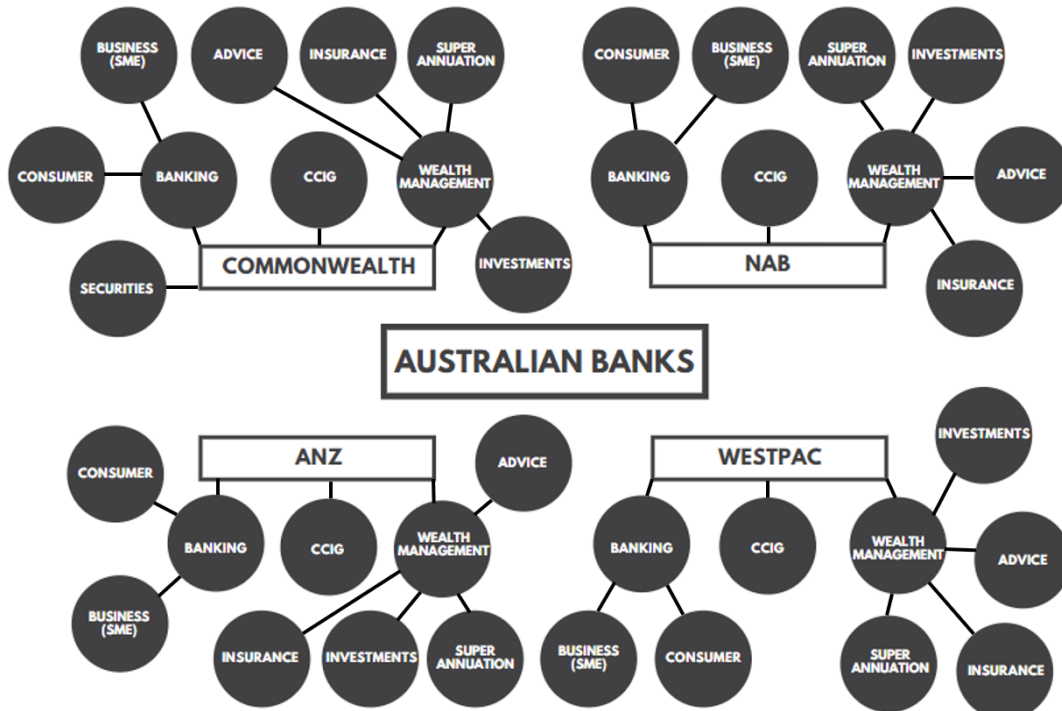 BUSINESS
(SME)
ADVICE
INSURANCE
SUPER
ANNUATION
CONSUMER
BANKING
CCIG
WEALTH
MANAGEMENT
COMMONWEALTH
SECURITIES
INVESTMENTS
CONSUMER
BUSINESS
(SME)
SUPER
ANNUATION
INVESTMENTS
BANKING
CCIG
WEALTH
MANAGEMENT
ADVICE
NAB
INSURANCE
AUSTRALIAN BANKS
ANZ
CONSUMER
ADVICE
BANKING
CCIG
WEALTH
MANAGEMENT
BUSINESS
(SME)
INSURANCE
INVESTMENTS
SUPER
ANNUATION
WESTPAC
INVESTMENTS
BANKING
CCIG
WEALTH
MANAGEMENT
ADVICE
BUSINESS
(SME)
CONSUMER
SUPER
ANNUATION
INSURANCE